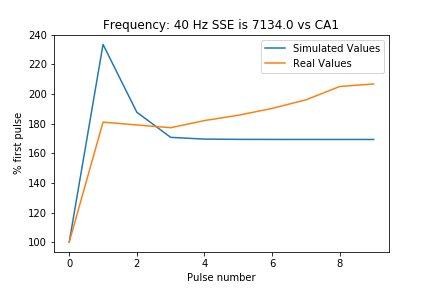 Frequency: 40 Hz SSE is 7134.0 vs CA1
Simulated Values
Real Values
240
220
200
180
160
140
120
100
% first pulse
0
2
4
6
8
Pulse number